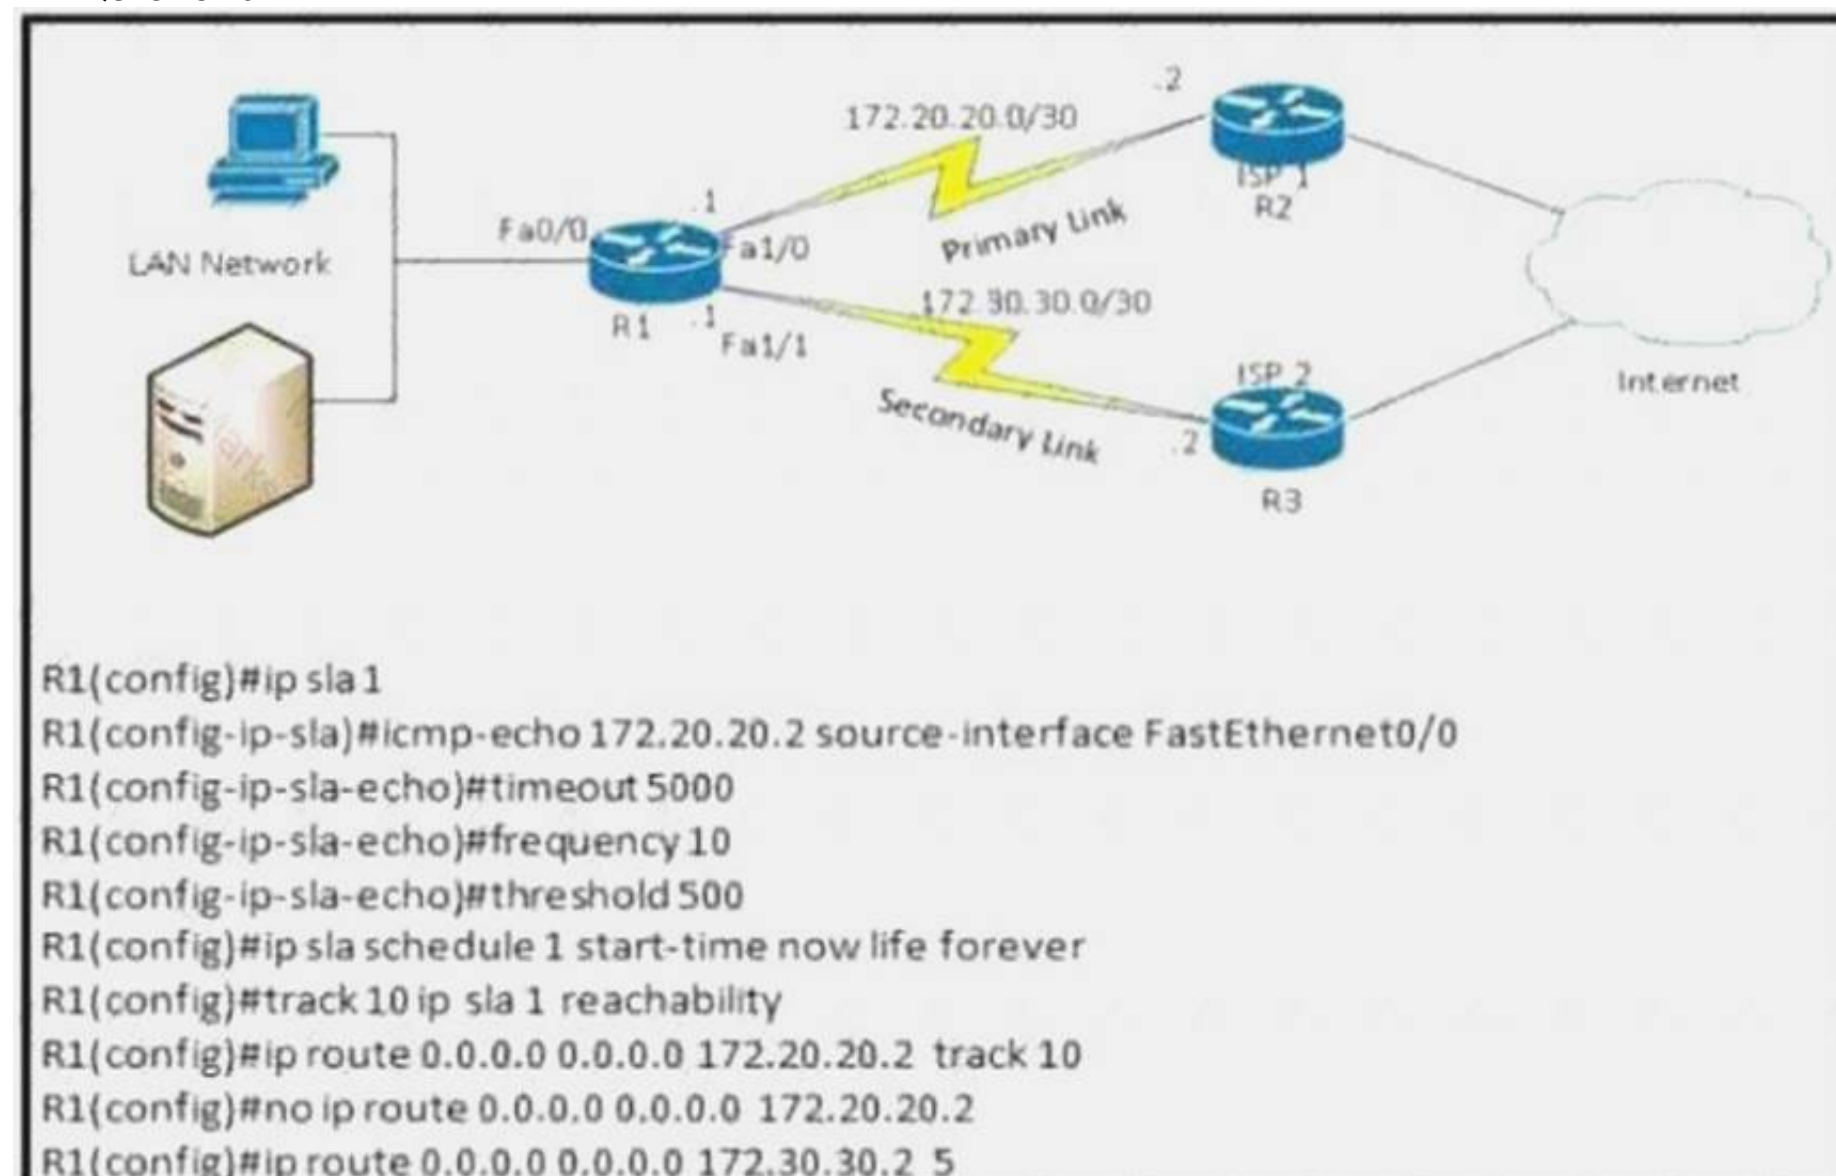 .2
172.20.20.0/30
ISP 1
R2
.1
Fa0/0
Fa1/0
Primary Link
LAN Network
172.30.30.0/30
R1
.1
Fa1/1
ISP 2
Internet
Secondary Link
.2
R3
R1(config)#ip sla 1
R1(config-ip-sla)#icmp-echo 172.20.20.2 source-interface FastEthernet0/0
R1(config-ip-sla-echo)#timeout 5000
R1(config-ip-sla-echo)#frequency 10
R1(config-ip-sla-echo)#threshold 500
R1(config)#ip sla schedule 1 start-time now life forever
R1(config)#track 10 ip sla 1 reachability
R1(config)#ip route 0.0.0.0 0.0.0.0 172.20.20.2 track 10
R1(config)#no ip route 0.0.0.0 0.0.0.0 172.20.20.2
R1(config)#ip route 0.0.0.0 0.0.0.0 172.30.30.2 5